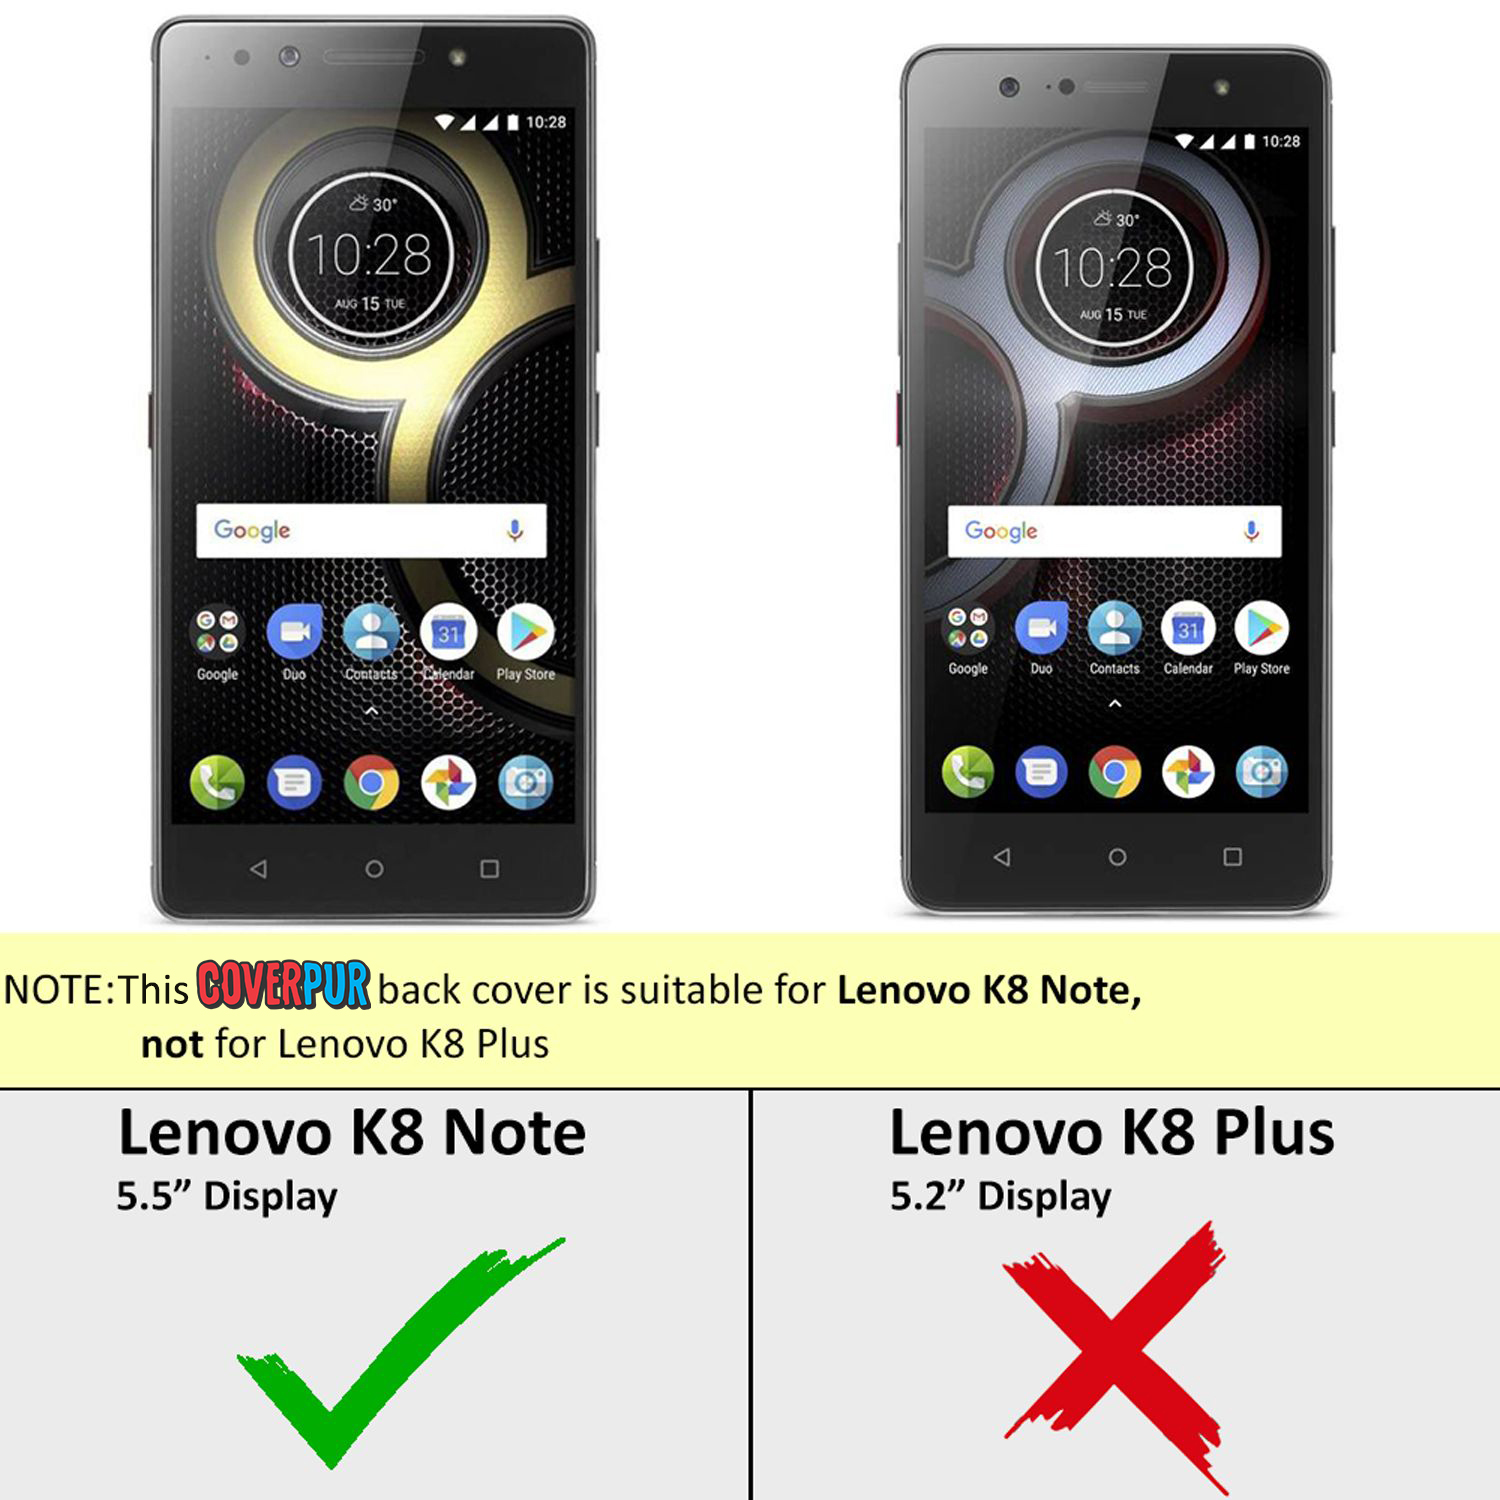 10:28
30°
10:28
AUG 15 TUE
Google
31
Google Duo Contacts Calendar Play Store
10:28
30°
10:28
AUG 15 TUE
Google
31
Google Duo Contacts Calendar Play Store
NOTE:This COVERPUR back cover is suitable for Lenovo K8 Note,
not for Lenovo K8 Plus
Lenovo K8 Note
5.5” Display
Lenovo K8 Plus
5.2” Display